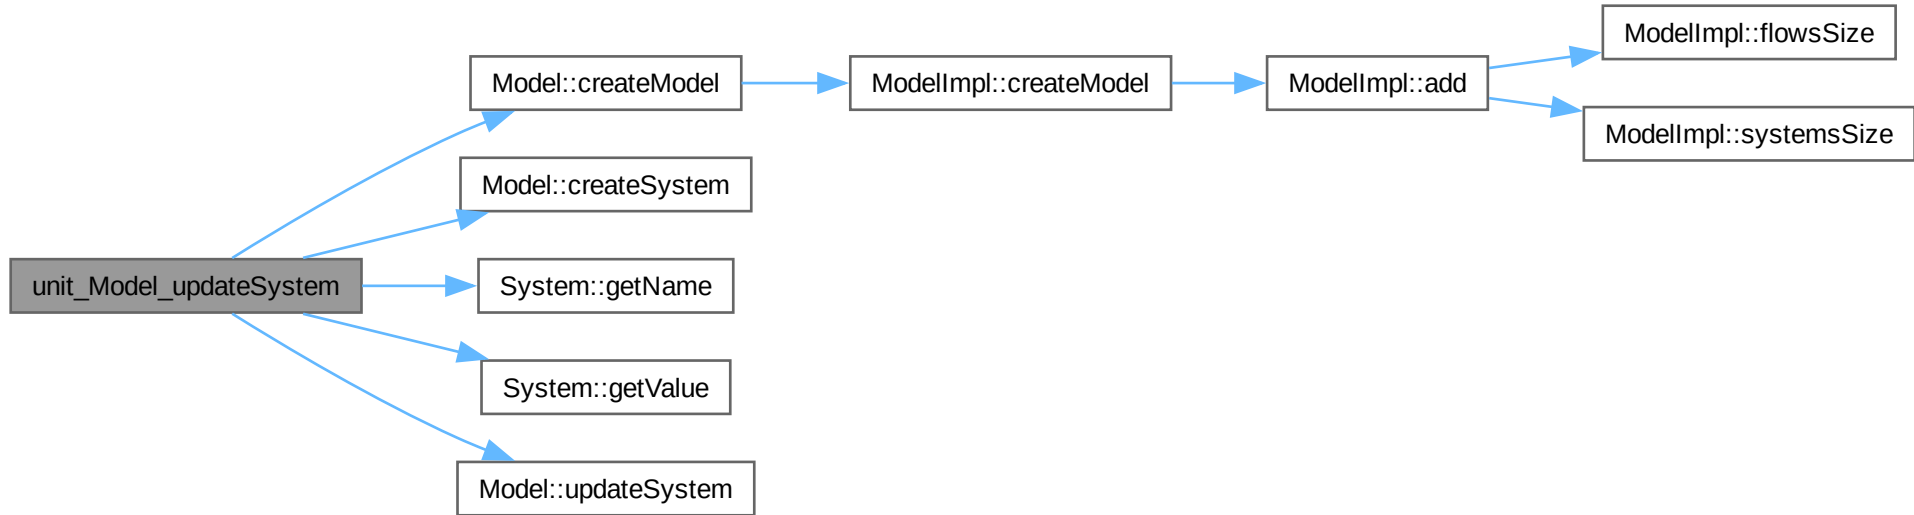 ModelImpl::flowsSize
Model::createModel
ModelImpl::createModel
ModelImpl::add
ModelImpl::systemsSize
Model::createSystem
unit_Model_updateSystem
System::getName
System::getValue
Model::updateSystem